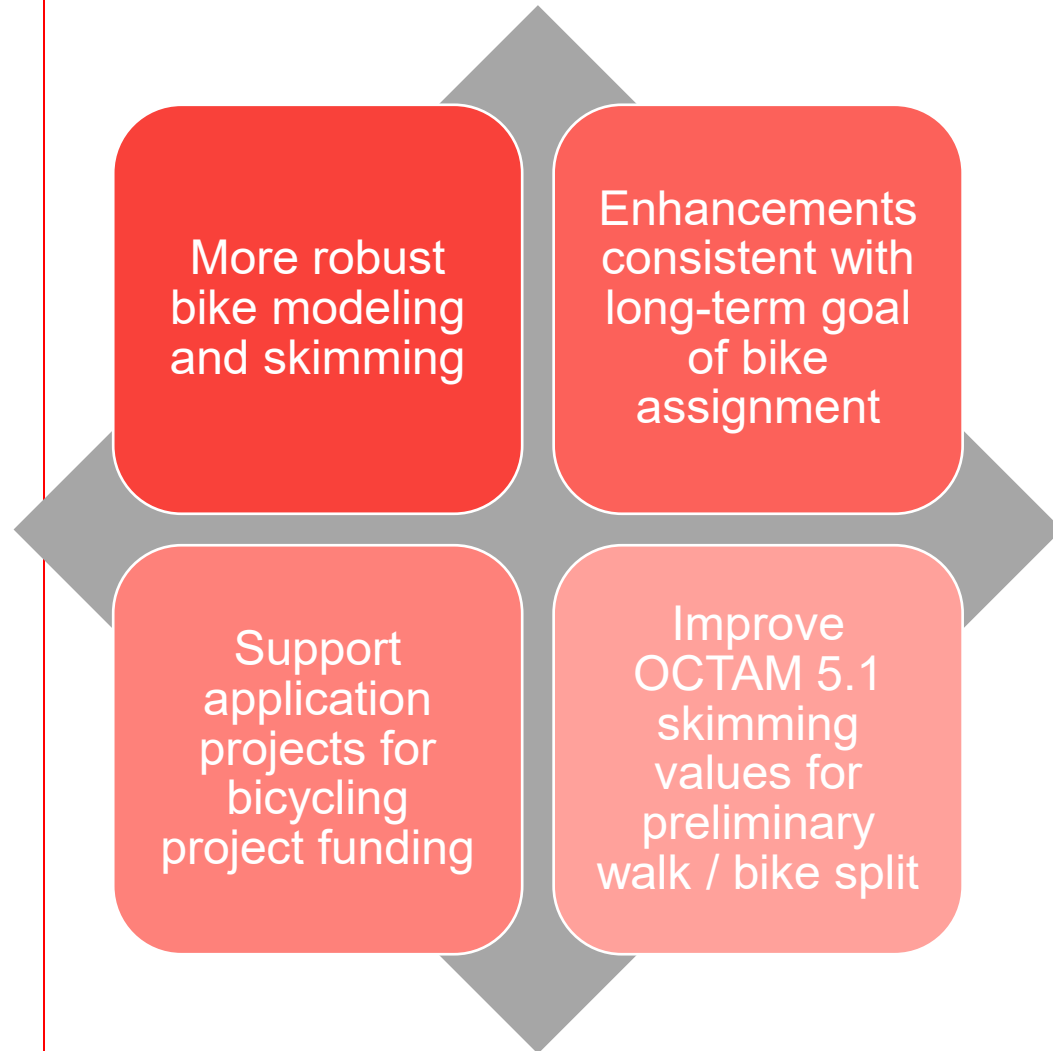 More robust
bike modeling
and skimming
Enhancements
consistent with
long-term goal
of bike
assignment
Support
application
projects for
bicycling
project funding
Improve
OCTAM 5.1
skimming
values for
preliminary
walk / bike split